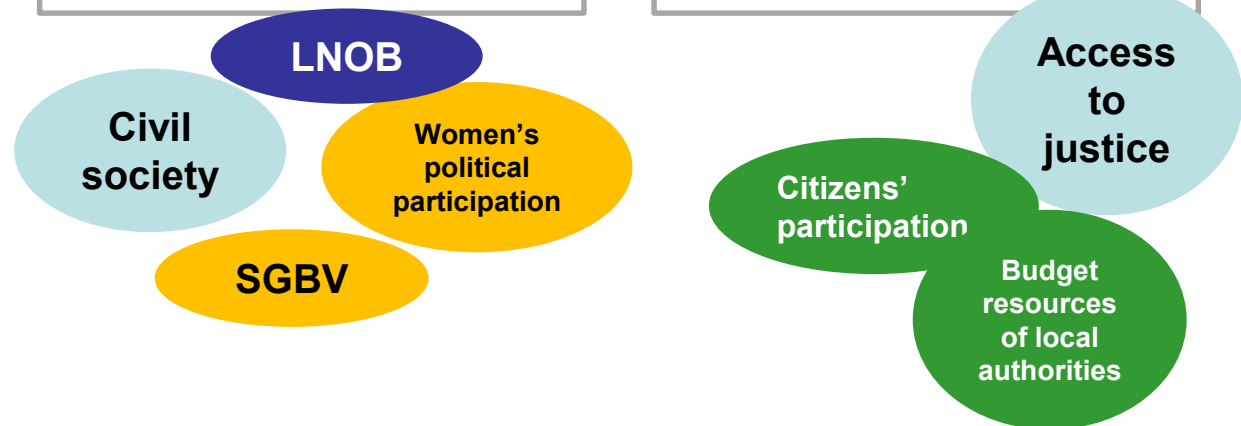 LNOB
Civil
society
Women’s
political
participation
SGBV
Access
to
justice
Citizens’
participation
Budget
resources
of local
authorities